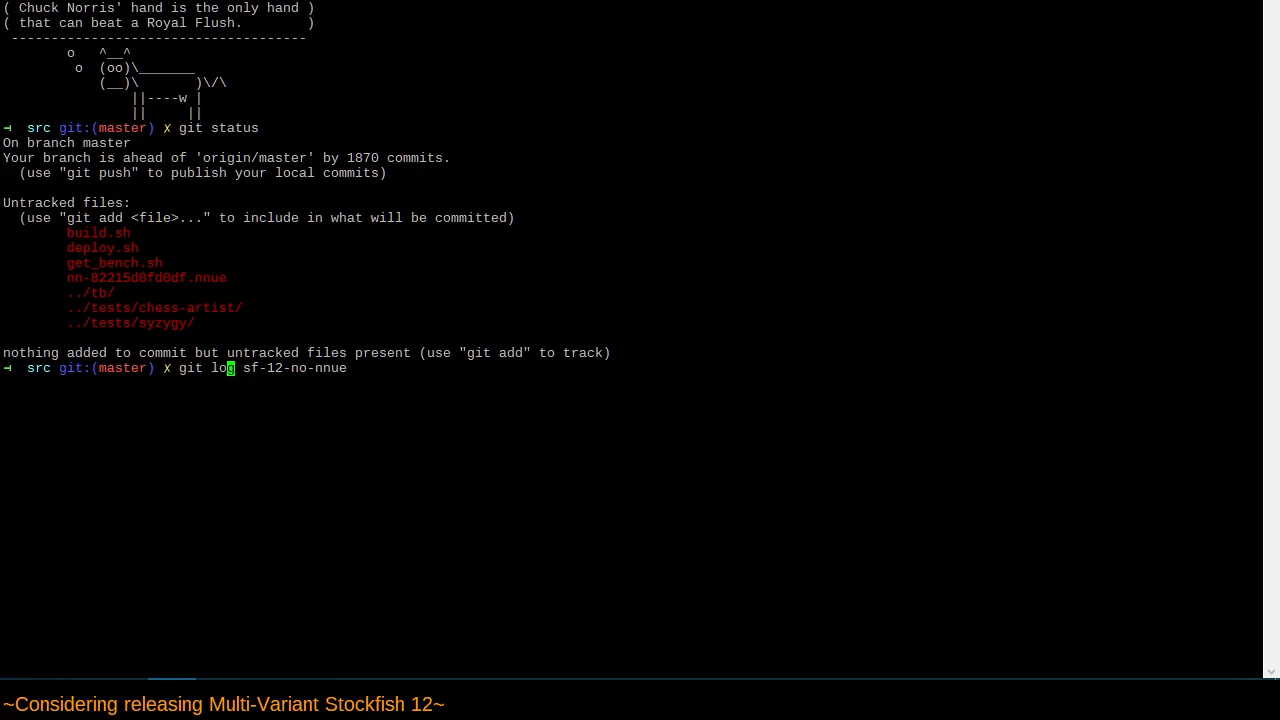 ( Chuck Norris' hand is the only hand )
( that can beat a Royal Flush.        )
 -------------------------------------
        o   ^__^
         o  (oo)\_______
            (__)\       )\/\
                ||----w |
                ||     ||
→  src git:(master) ✗ git status
On branch master
Your branch is ahead of 'origin/master' by 1870 commits.
  (use "git push" to publish your local commits)

Untracked files:
  (use "git add <file>..." to include in what will be committed)
        build.sh
        deploy.sh
        get_bench.sh
        nn-82215d0fd0df.nnue
        ../tb/
        ../tests/chess-artist/
        ../tests/syzygy/

nothing added to commit but untracked files present (use "git add" to track)
→  src git:(master) ✗ git log sf-12-no-nnue
~Considering releasing Multi-Variant Stockfish 12~